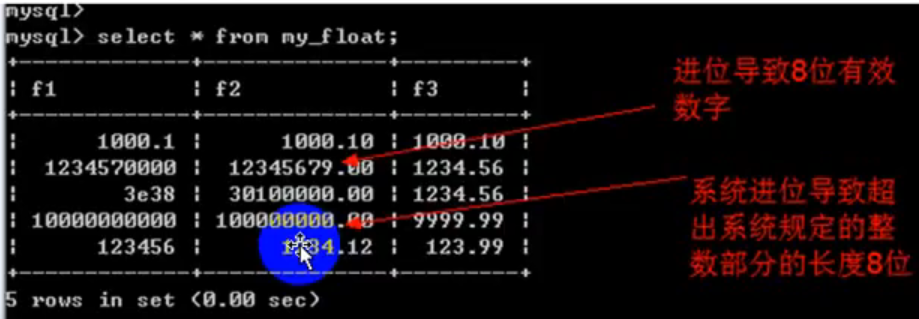 mysql>
mysql> select * from my_float;
f1 | f2 | f3
1000.1 | 1000.10 | 1000.10
1234570000 | 12345679.00 | 1234.56
3e38 | 30100000.00 | 1234.56
10000000000 | 100000000.00 | 9999.99
123456 | 1234.12 | 123.99
5 rows in set (0.00 sec)
进位导致8位有效
数字
系统进位导致超
出系统规定的整
数部分的长度8位